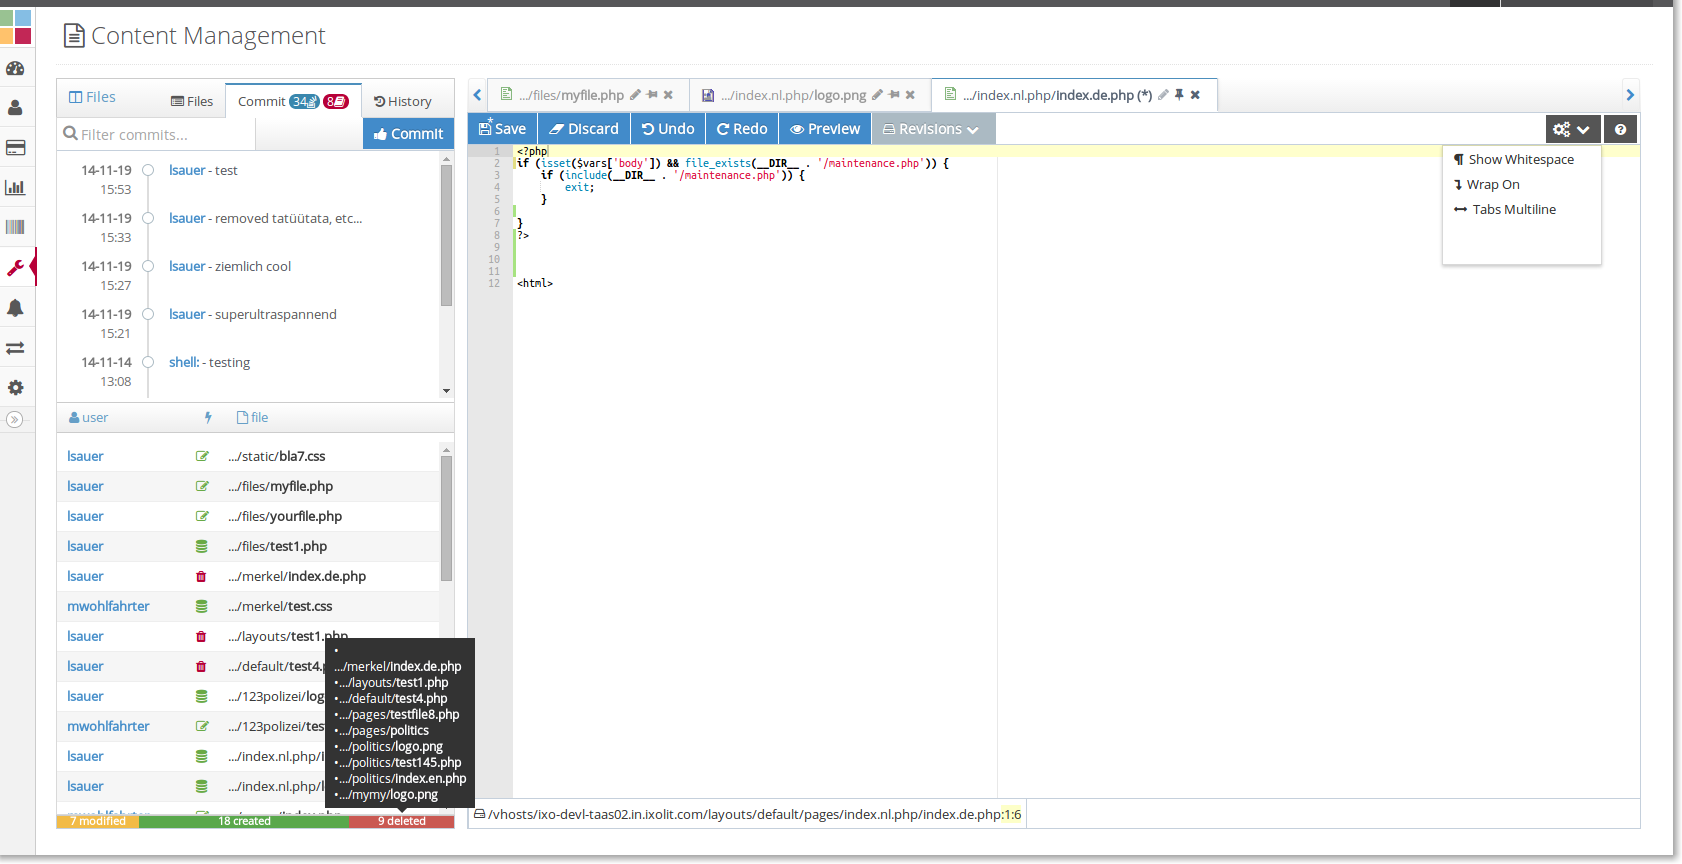 Content Management
Files
Files
Commit 34 8
History
Filter commits...
Commit
14-11-19 lsauer - test
15:53
14-11-19 lsauer - removed tatüütata, etc...
15:33
14-11-19 lsauer - ziemlich cool
15:27
14-11-19 lsauer - superultraspannend
15:21
14-11-14 shell: - testing
13:08
user file
lsauer .../static/bla7.css
lsauer .../files/myfile.php
lsauer .../files/yourfile.php
lsauer .../files/test1.php
lsauer .../merkel/index.de.php
mwohlfahrter .../merkel/test.css
lsauer .../layouts/test1.php
lsauer .../default/test4.p
lsauer .../123polizei/log
mwohlfahrter .../123polizei/tes
lsauer .../index.nl.php/l
lsauer .../index.nl.php/l
•
.../merkel/index.de.php
•.../layouts/test1.php
•.../default/test4.php
•.../pages/testfile8.php
•.../pages/politics
•.../politics/logo.png
•.../politics/test145.php
•.../politics/index.en.php
•.../mymy/logo.png
7 modified 18 created 9 deleted
.../files/myfile.php
.../index.nl.php/logo.png
.../index.nl.php/index.de.php (*)
* Save Discard Undo Redo Preview Revisions
1 <?php
2 if (isset($vars['body']) && file_exists(__DIR__ . '/maintenance.php')) {
3 if (include(__DIR__ . '/maintenance.php')) {
4 exit;
5 }
6
7 }
8 ?>
9
10
11
12 <html>
¶ Show Whitespace
Wrap On
Tabs Multiline
/vhosts/ixo-devl-taas02.in.ixolit.com/layouts/default/pages/index.nl.php/index.de.php:1:6